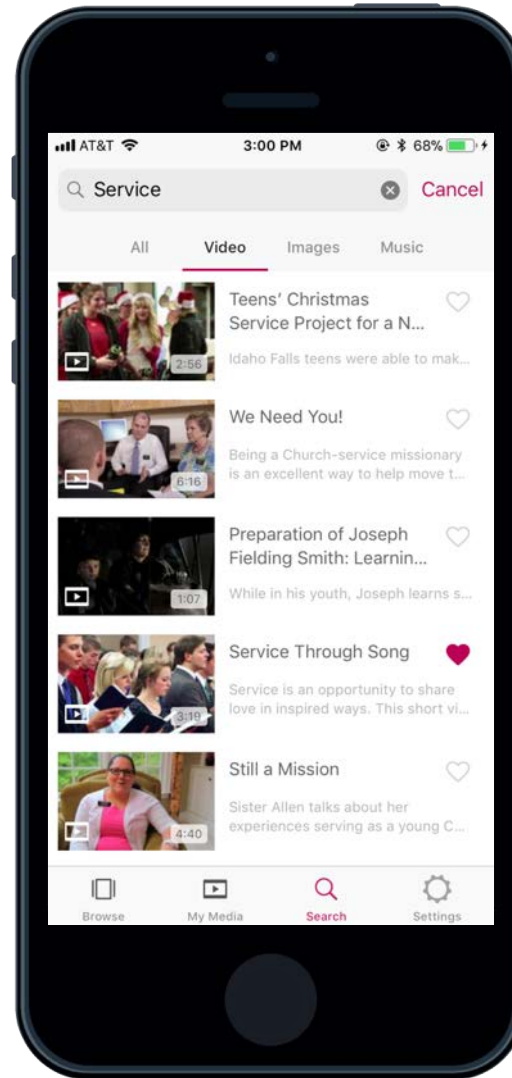 AT&T 3:00 PM 68%
Service Cancel
All Video Images Music
Teens’ Christmas
Service Project for a N...
Idaho Falls teens were able to mak...
2:56
We Need You!
Being a Church-service missionary
is an excellent way to help move t...
6:16
Preparation of Joseph
Fielding Smith: Learnin...
While in his youth, Joseph learns s...
1:07
Service Through Song
Service is an opportunity to share
love in inspired ways. This short vi...
3:19
Still a Mission
Sister Allen talks about her
experiences serving as a young C...
4:40
Browse My Media Search Settings